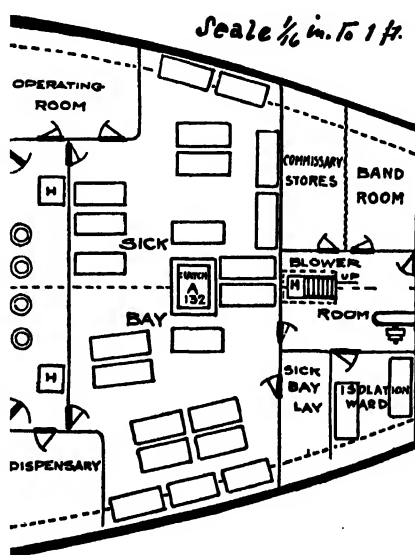 Scale 1/16 in. To 1 ft.
OPERATING
ROOM
COMMISSARY
STORES
BAND
ROOM
H
SICK
HATCH
A
132
BLOWER
H
UP
ROOM
BAY
H
SICK
BAY
LAV
ISOLATION
WARD
DISPENSARY